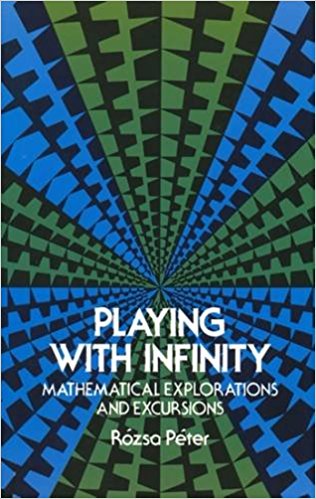 PLAYING
WITH INFINITY
MATHEMATICAL EXPLORATIONS
AND EXCURSIONS
Rózsa Péter